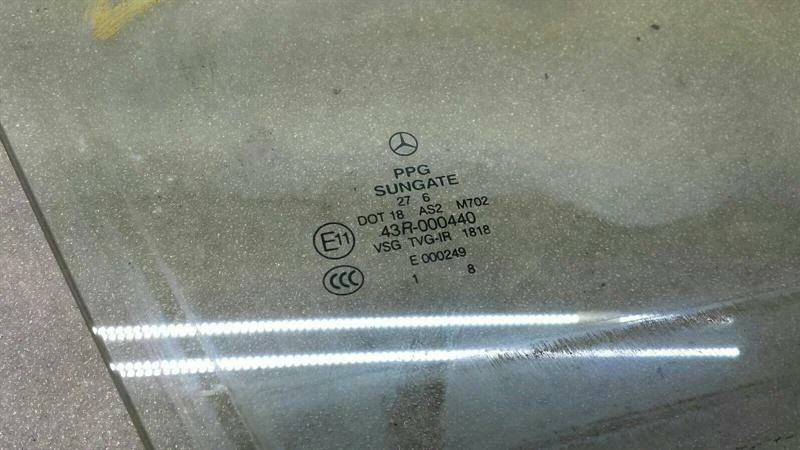 PPG
SUNGATE
27 6
DOT 18 AS2 M702
43R-000440
E11
VSG TVG-IR 1818
E 000249
CCC
1 8